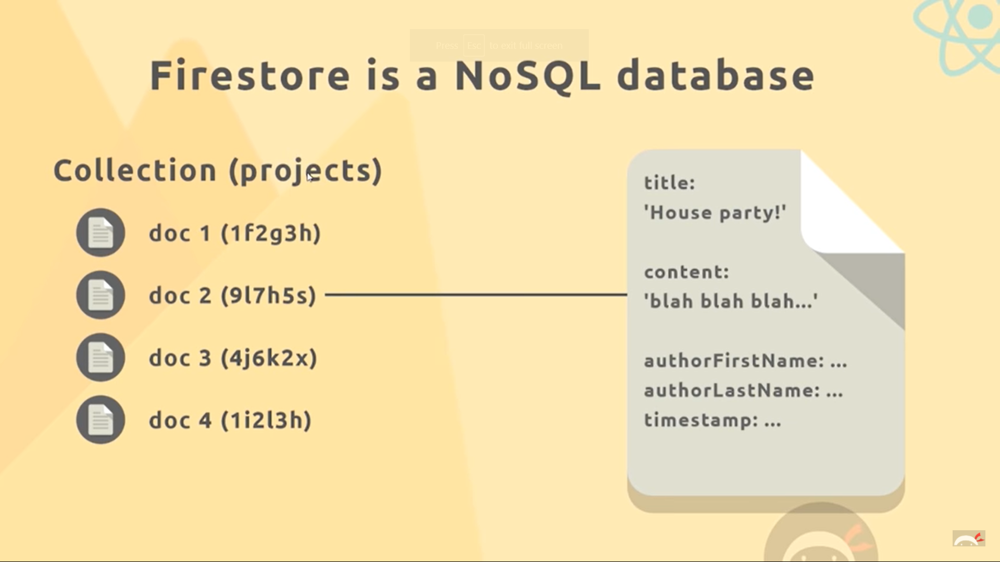 Press Esc to exit full screen
Firestore is a NoSQL database
Collection (projects)
doc 1 (1f2g3h)
doc 2 (9l7h5s)
doc 3 (4j6k2x)
doc 4 (1i2l3h)
title:
'House party!'
content:
'blah blah blah...'
authorFirstName: ...
authorLastName: ...
timestamp: ...